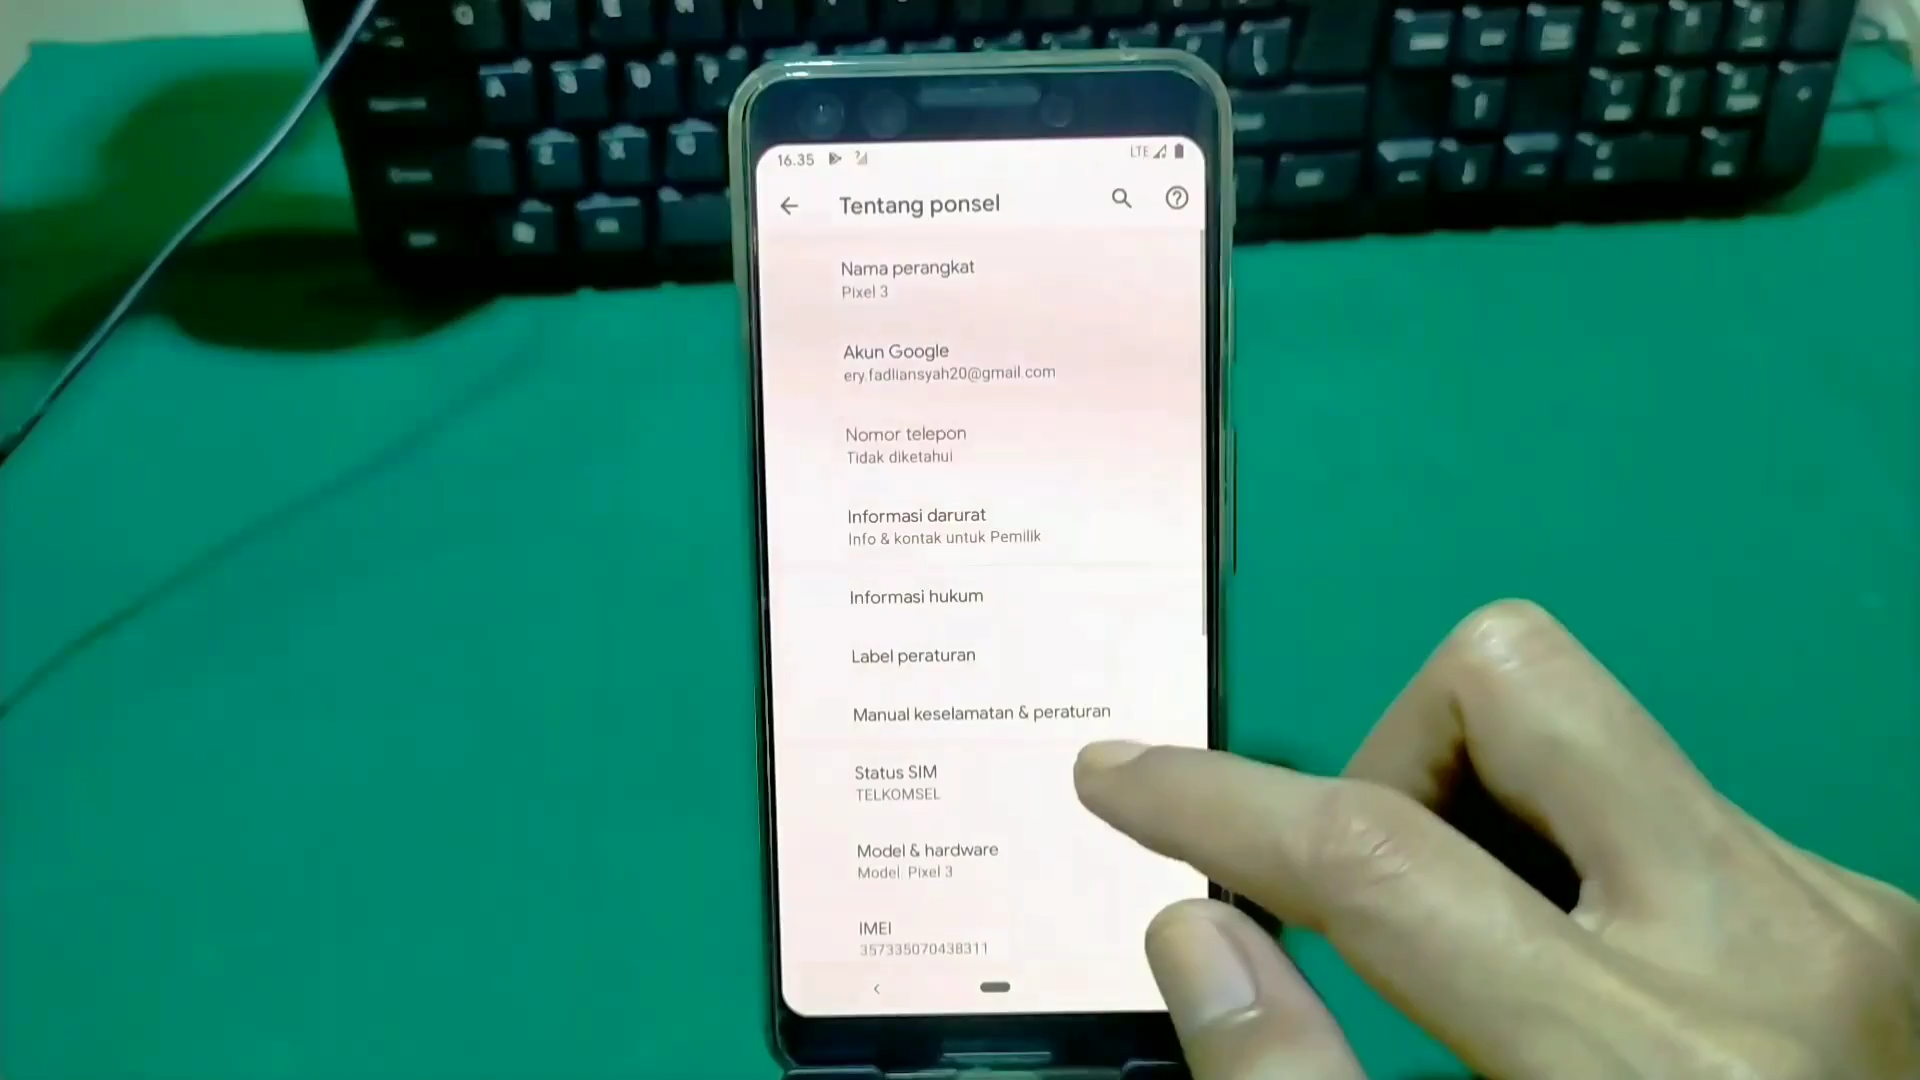 16.35
LTE
Tentang ponsel
Nama perangkat
Pixel 3
Akun Google
ery.fadliansyah20@gmail.com
Nomor telepon
Tidak diketahui
Informasi darurat
Info & kontak untuk Pemilik
Informasi hukum
Label peraturan
Manual keselamatan & peraturan
Status SIM
TELKOMSEL
Model & hardware
Model: Pixel 3
IMEI
357335070438311